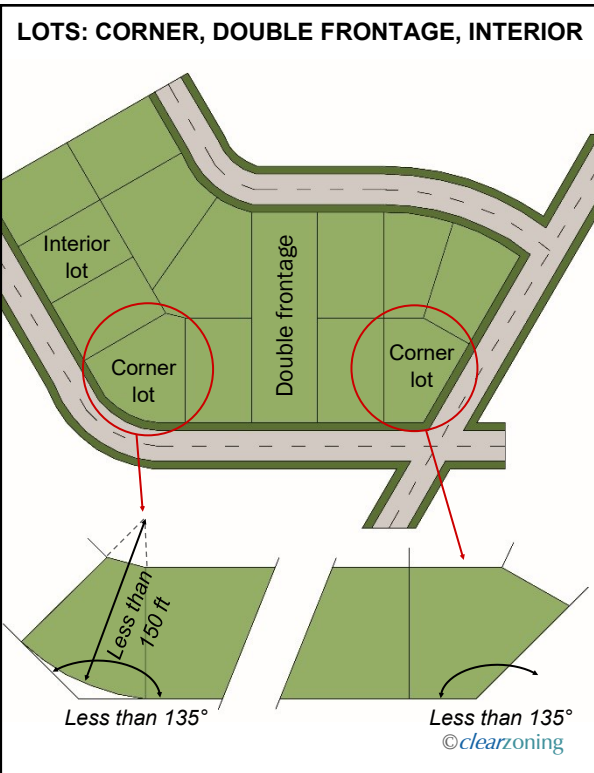 LOTS: CORNER, DOUBLE FRONTAGE, INTERIOR
Interior
lot
Double frontage
Corner
lot
Corner
lot
Less than
150 ft
Less than 135°
Less than 135°
©clearzoning